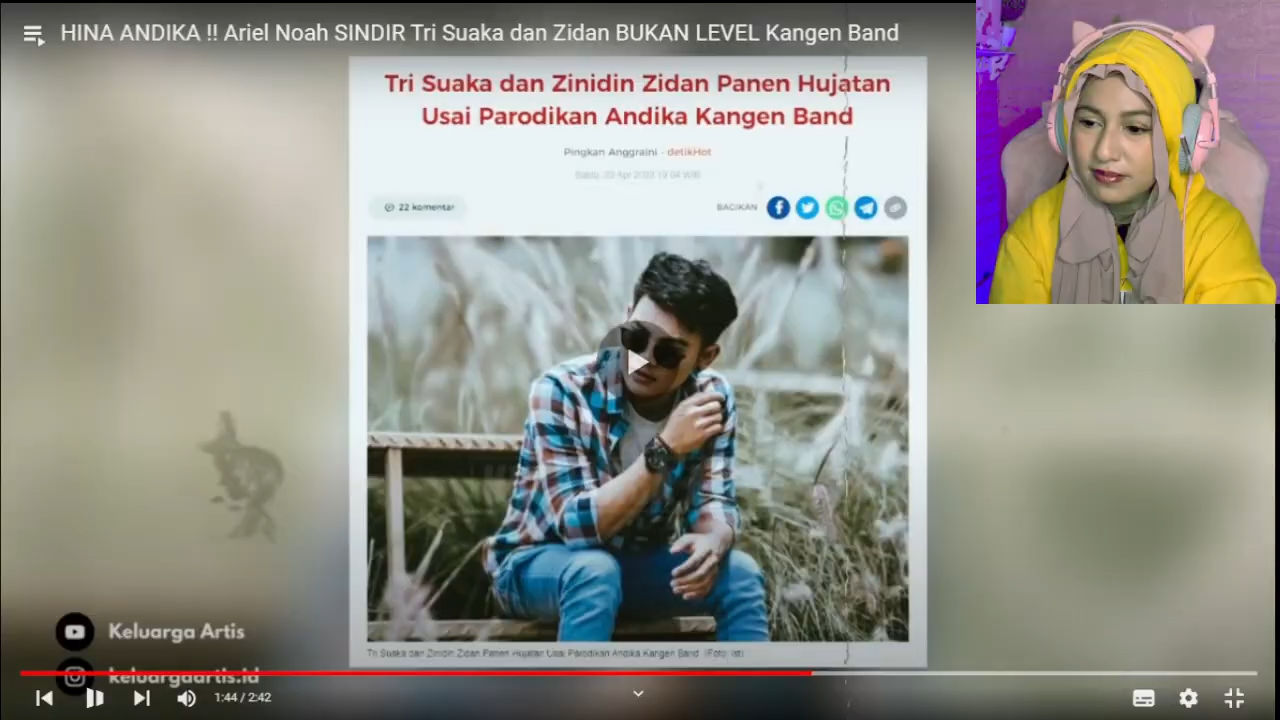 HINA ANDIKA !! Ariel Noah SINDIR Tri Suaka dan Zidan BUKAN LEVEL Kangen Band
Tri Suaka dan Zinidin Zidan Panen Hujatan
Usai Parodikan Andika Kangen Band
Pingkan Anggraini - detikHot
22 komentar
BAGIKAN
Tri Suaka dan Zinidin Zidan Panen Hujatan Usai Parodikan Andika Kangen Band (Foto: Ist)
Keluarga Artis
keluargaartis.id
1:44 / 2:42